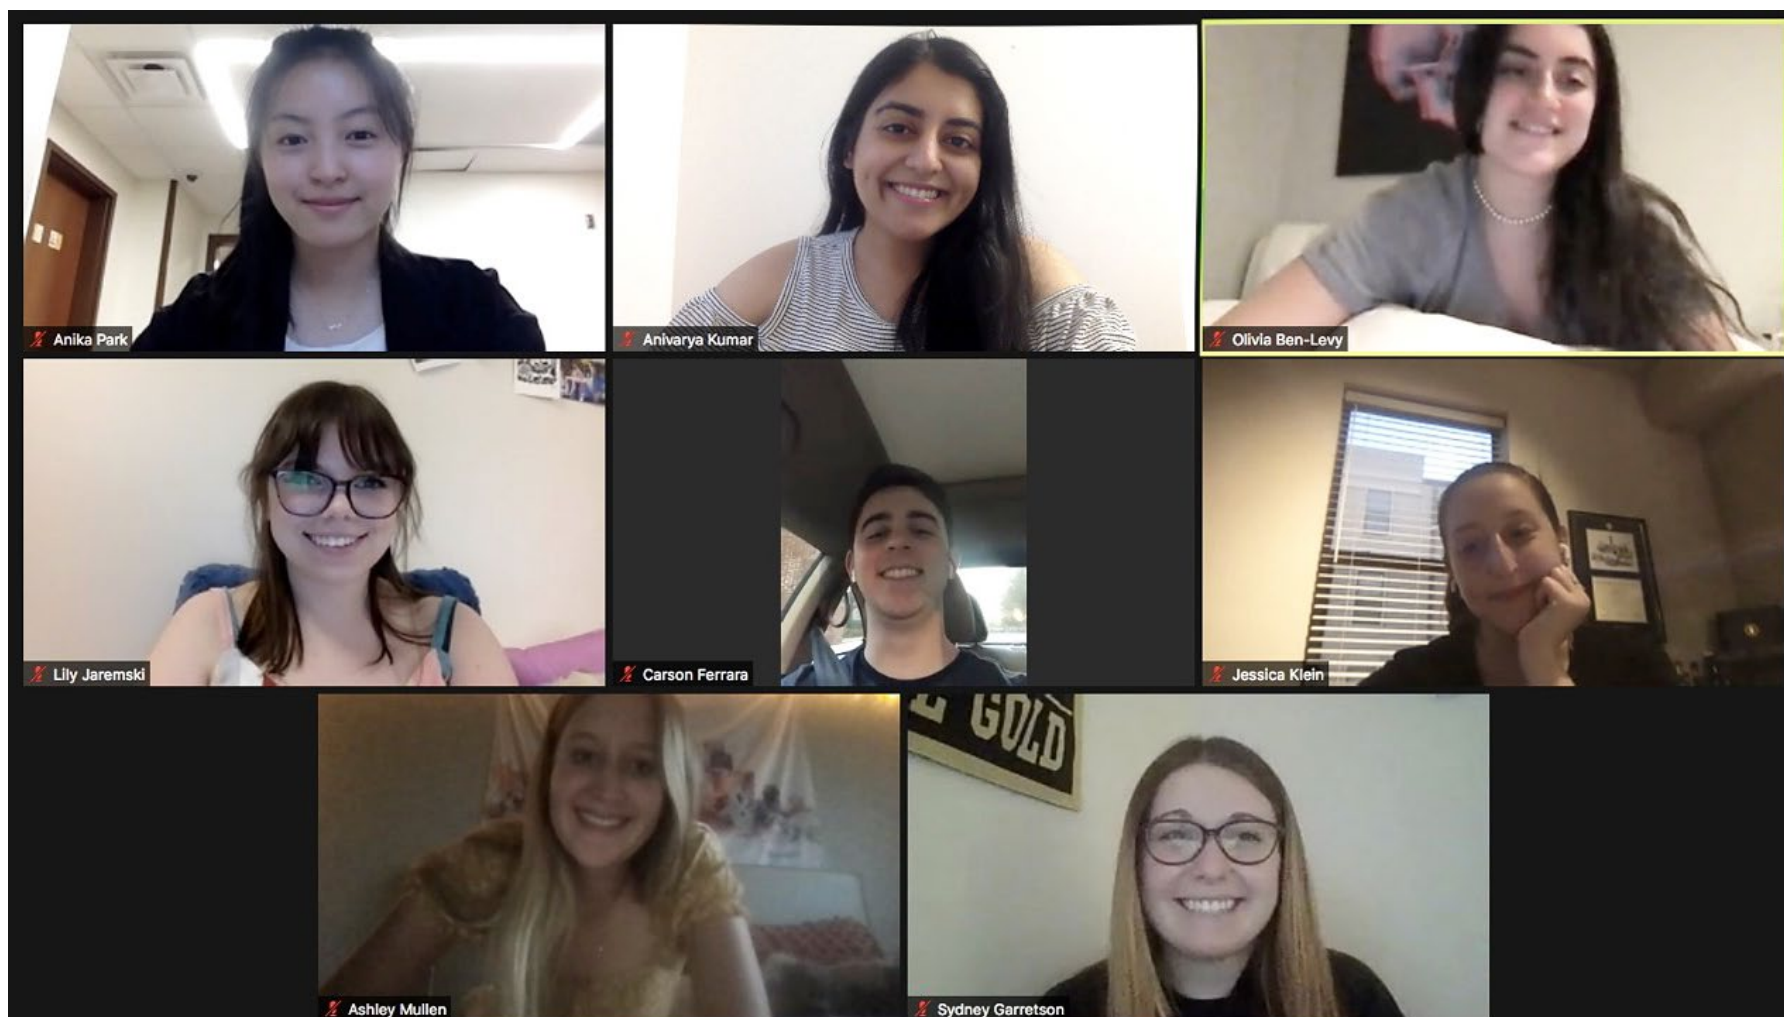 Anika Park
Anivarya Kumar
Olivia Ben-Levy
Lily Jaremski
Carson Ferrara
Jessica Klein
GOLD
Ashley Mullen
Sydney Garretson